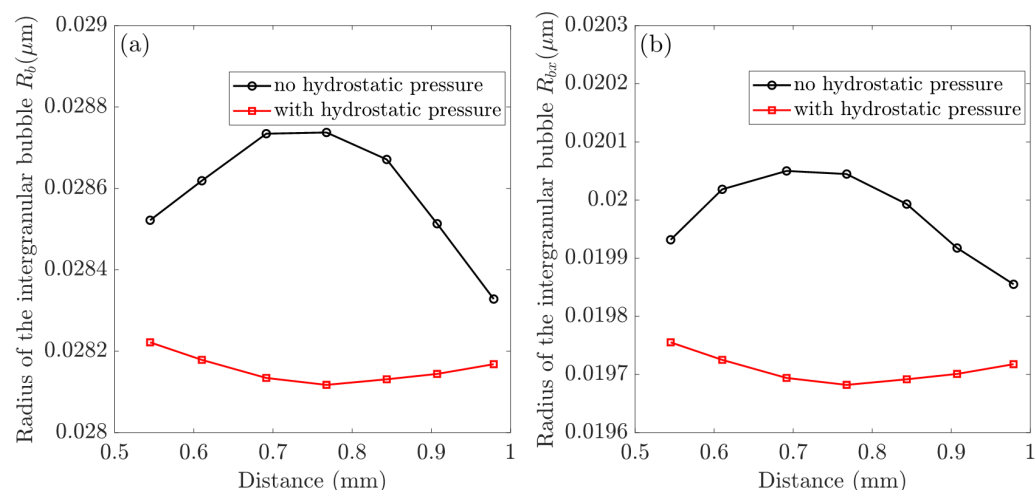 (a)
Radius of the intergranular bubble R_b(μm)
0.029
0.0288
0.0286
0.0284
0.0282
0.028
no hydrostatic pressure
with hydrostatic pressure
0.5 0.6 0.7 0.8 0.9 1
Distance (mm)
(b)
Radius of the intergranular bubble R_bx(μm)
0.0203
0.0202
0.0201
0.02
0.0199
0.0198
0.0197
0.0196
no hydrostatic pressure
with hydrostatic pressure
0.5 0.6 0.7 0.8 0.9 1
Distance (mm)